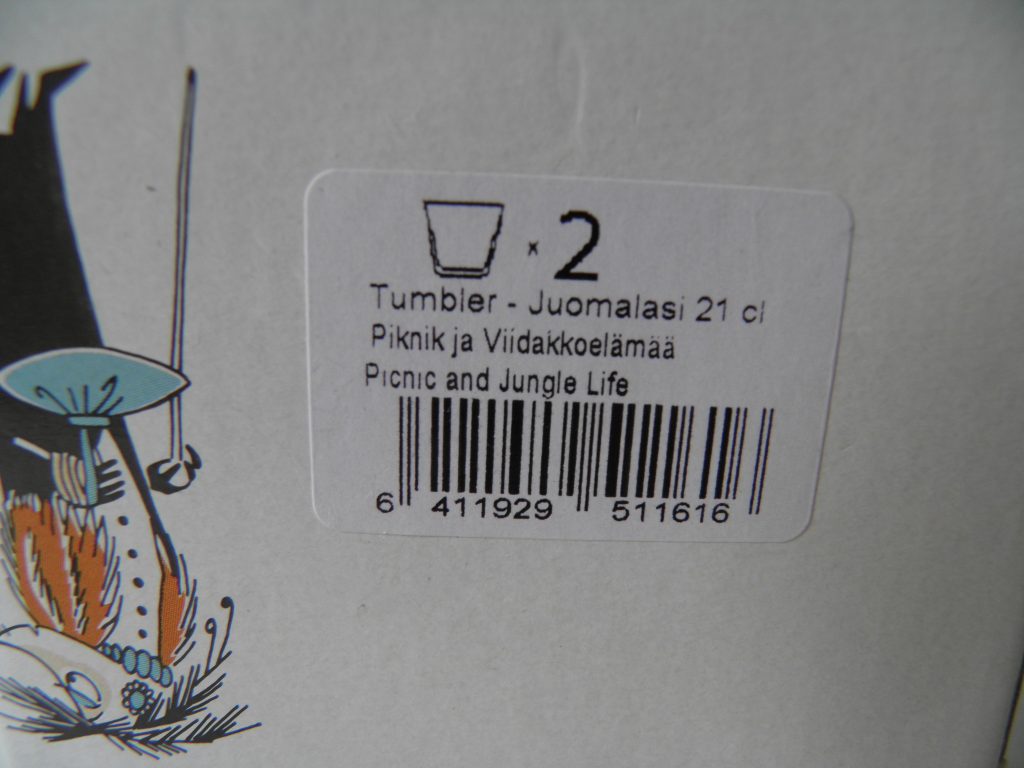 × 2
Tumbler - Juomalasi 21 cl
Piknik ja Viidakkoelämää
Picnic and Jungle Life
6 411929 511616